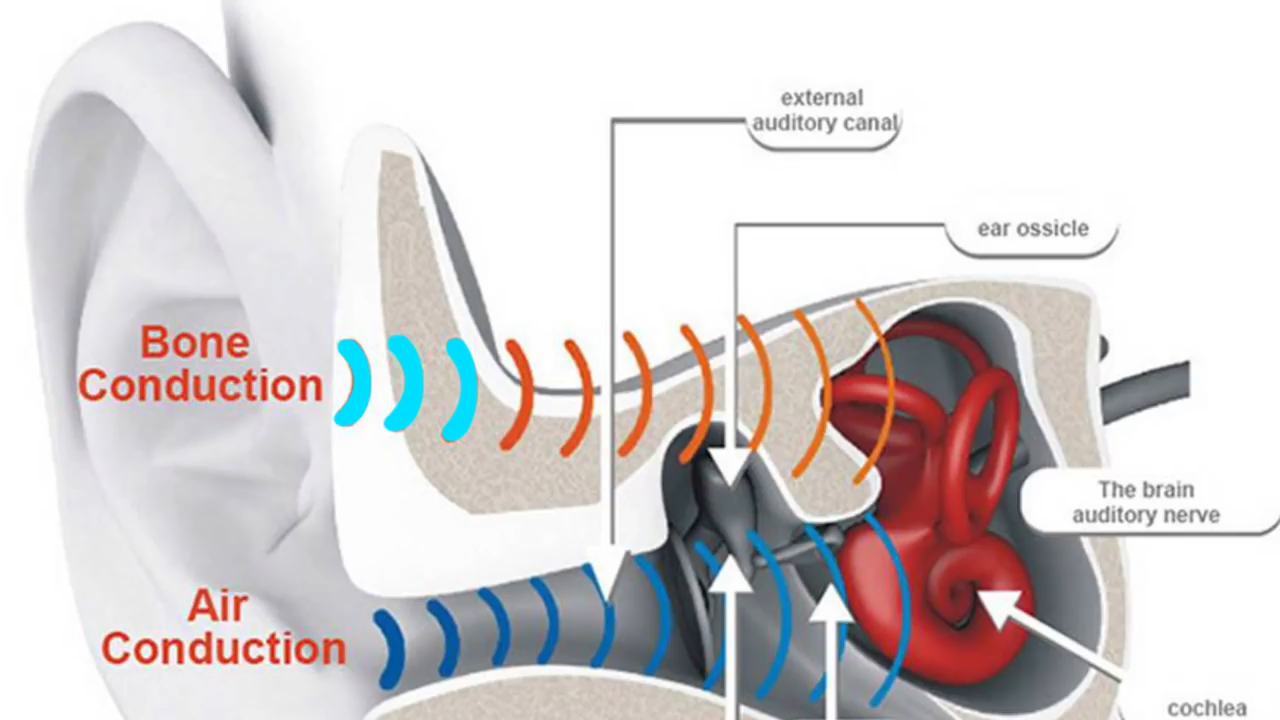 external
auditory canal
ear ossicle
Bone
Conduction
The brain
auditory nerve
Air
Conduction
cochlea